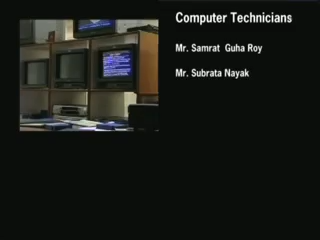 Computer Technicians
Mr. Samrat Guha Roy
Mr. Subrata Nayak